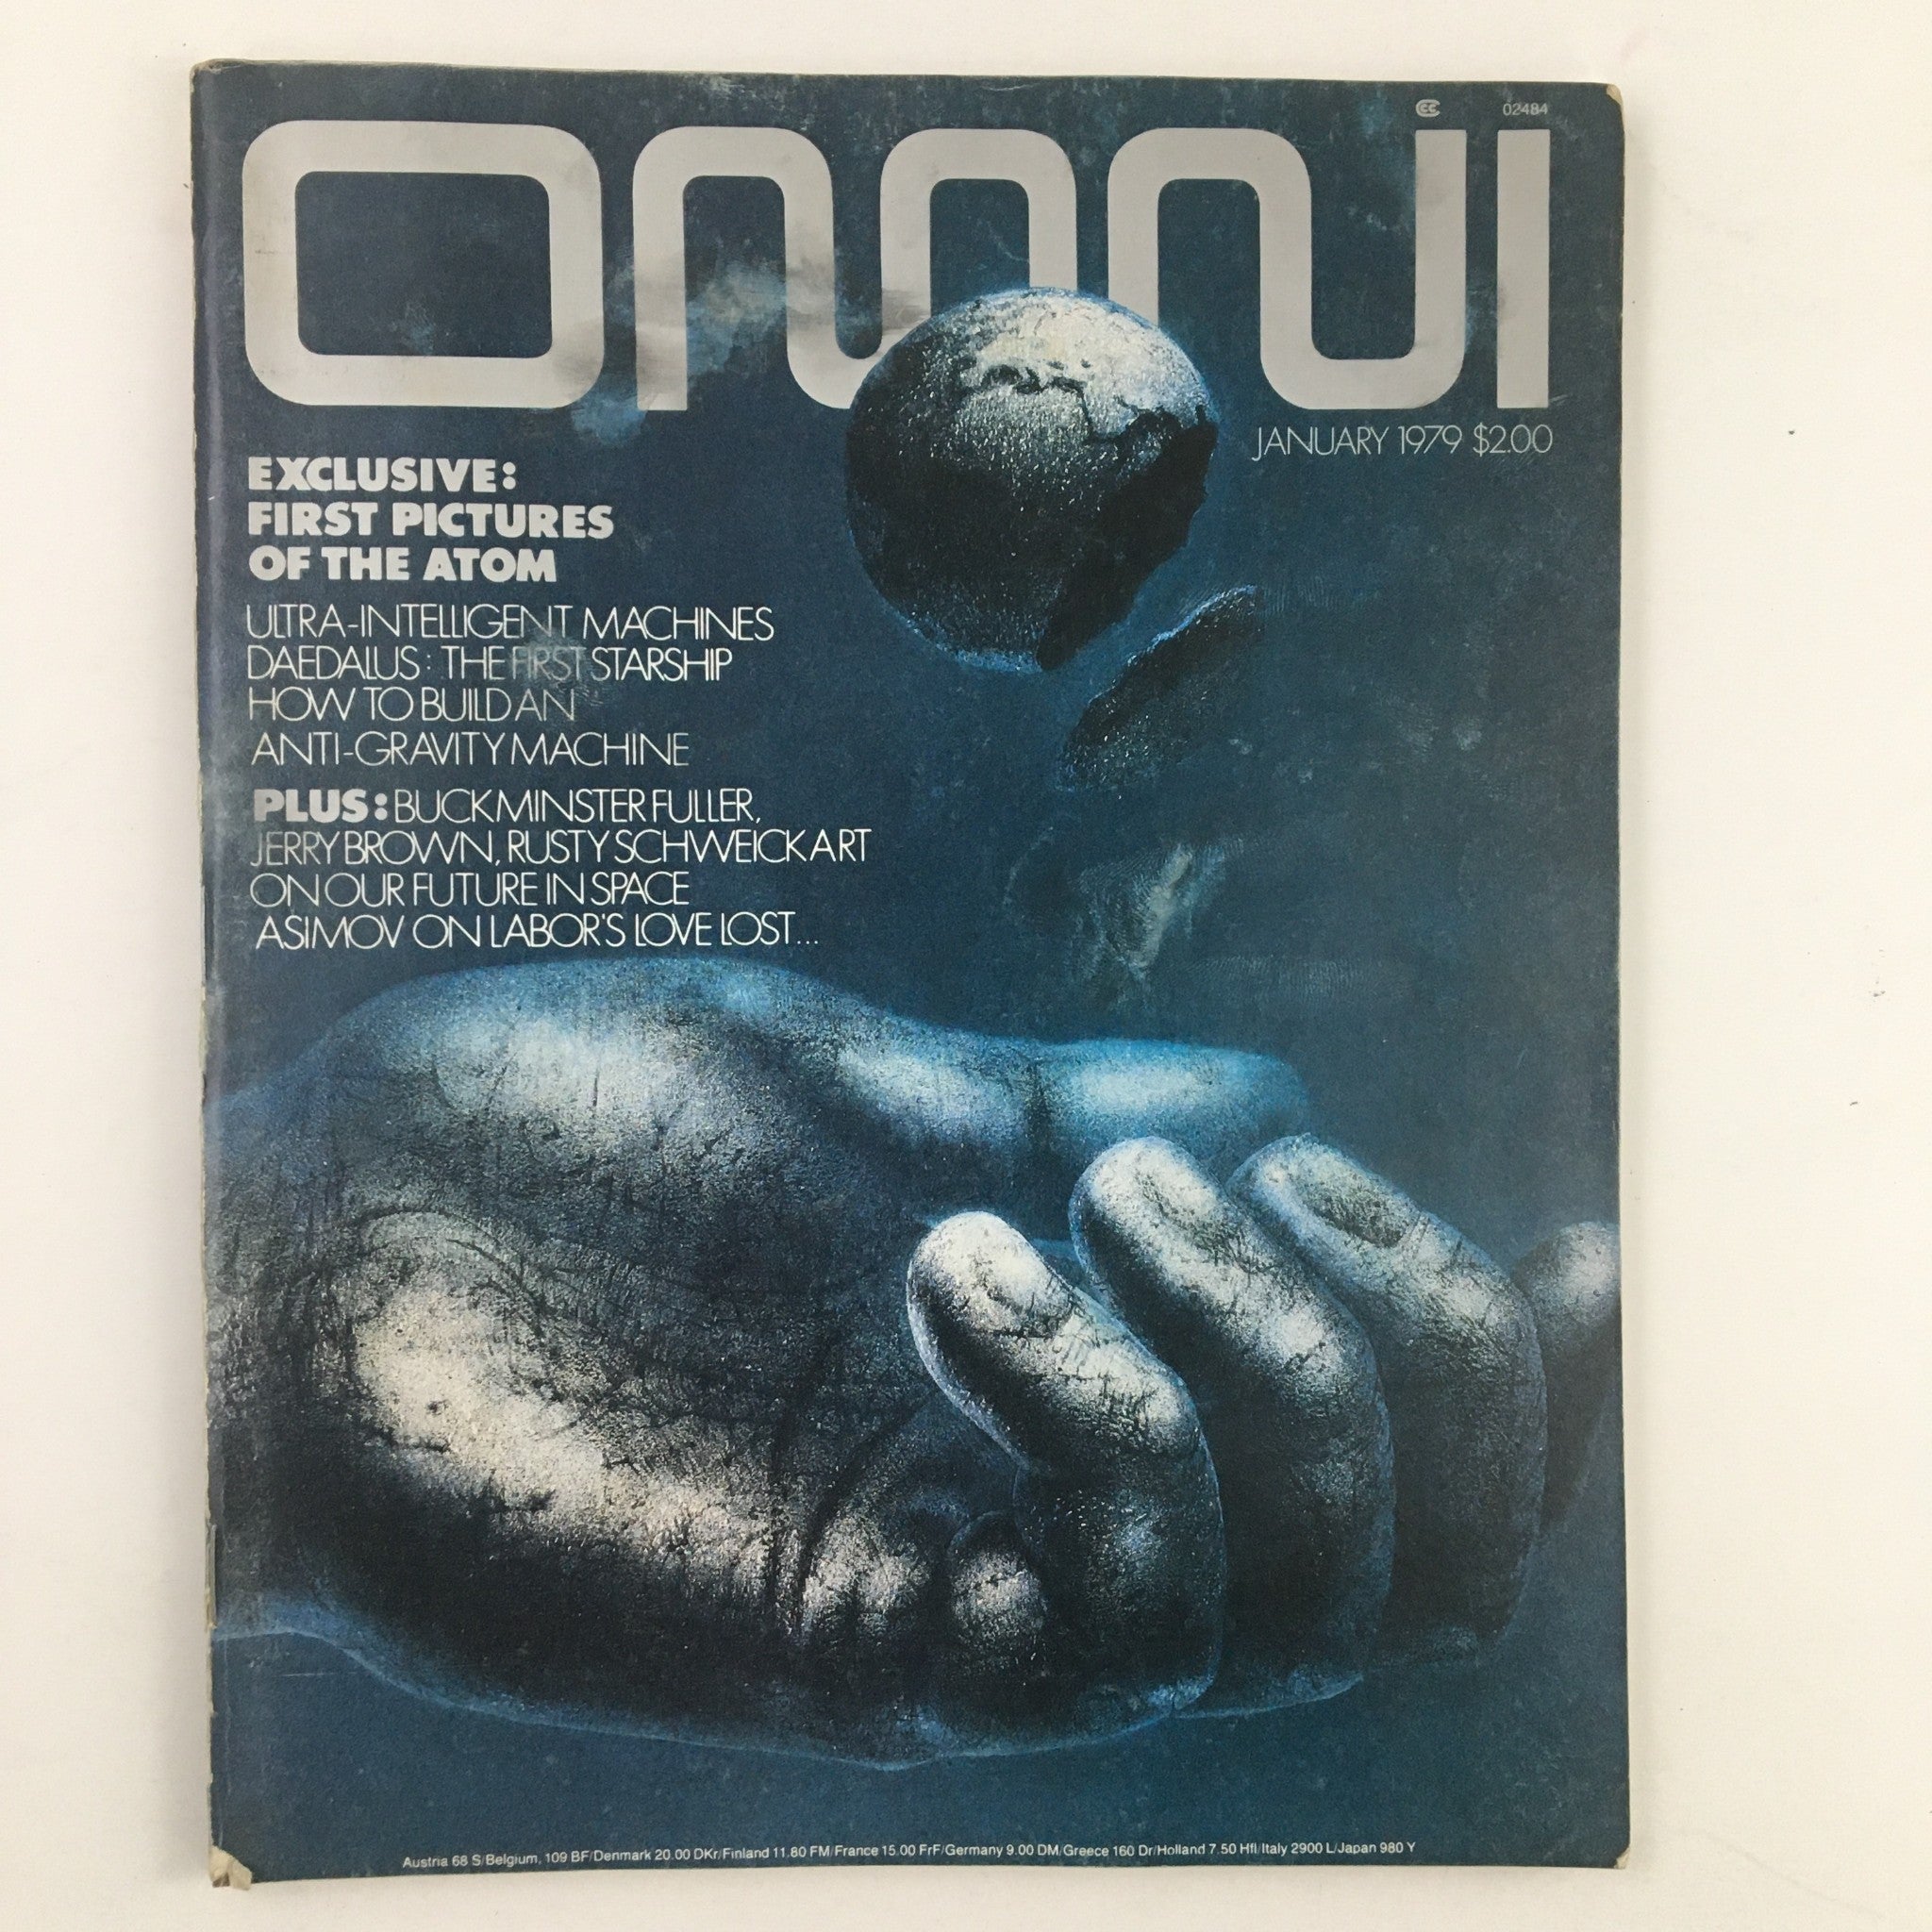 02484
omni
JANUARY 1979 $2.00
EXCLUSIVE:
FIRST PICTURES
OF THE ATOM
ULTRA-INTELLIGENT MACHINES
DAEDALUS: THE FIRST STARSHIP
HOW TO BUILD AN
ANTI-GRAVITY MACHINE
PLUS: BUCKMINSTER FULLER,
JERRY BROWN, RUSTY SCHWEICKART
ON OUR FUTURE IN SPACE
ASIMOV ON LABOR'S LOVE LOST...
Austria 68 S/Belgium, 109 BF/Denmark 20.00 DKr/Finland 11.80 FM/France 15.00 FrF/Germany 9.00 DM/Greece 160 Dr/Holland 7.50 Hfl/Italy 2900 L/Japan 980 Y